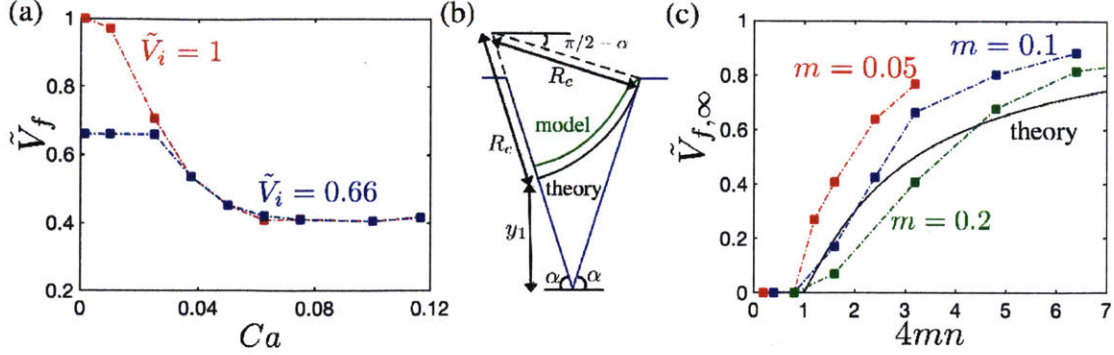 (a)
1
0.8
0.6
0.4
0.2
0
0.04
0.08
0.12
Ṽ_f
Ca
Ṽ_i = 1
Ṽ_i = 0.66
(b)
π/2 − α
R_c
R_c
model
theory
y_1
α α
(c)
1
0.8
0.6
0.4
0.2
0
0
1
2
3
4
5
6
7
Ṽ_{f,∞}
4mn
m = 0.05
m = 0.1
theory
m = 0.2